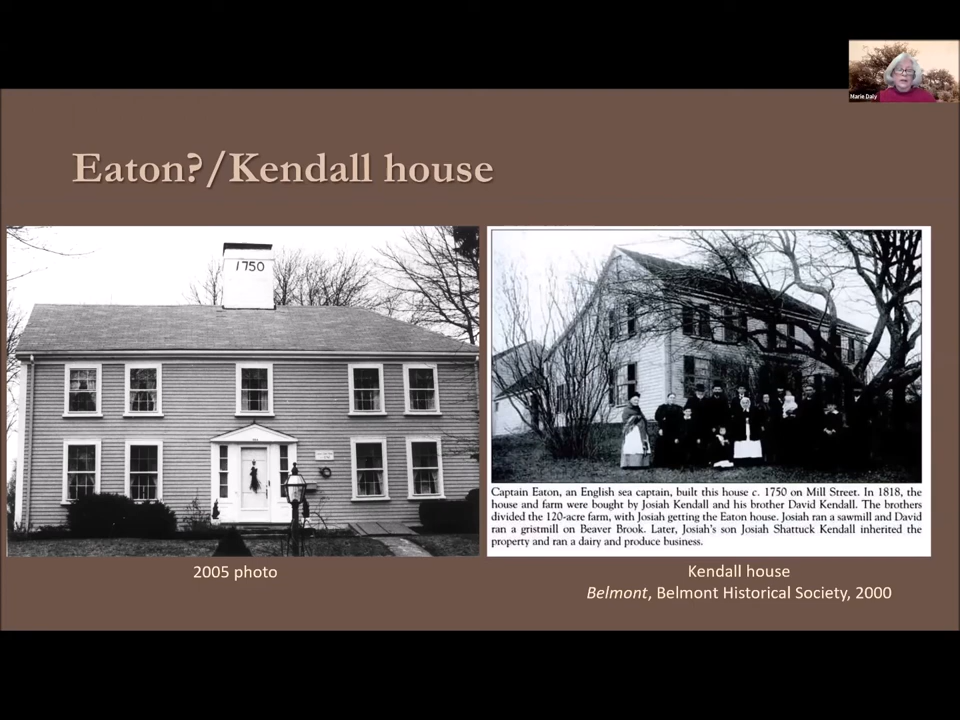 Marie Daly
Eaton?/Kendall house
1750
Captain Eaton, an English sea captain, built this house c. 1750 on Mill Street. In 1818, the
house and farm were bought by Josiah Kendall and his brother David Kendall. The brothers
divided the 120-acre farm, with Josiah getting the Eaton house. Josiah ran a sawmill and David
ran a gristmill on Beaver Brook. Later, Josiah's son Josiah Shattuck Kendall inherited the
property and ran a dairy and produce business.
2005 photo
Kendall house
Belmont, Belmont Historical Society, 2000